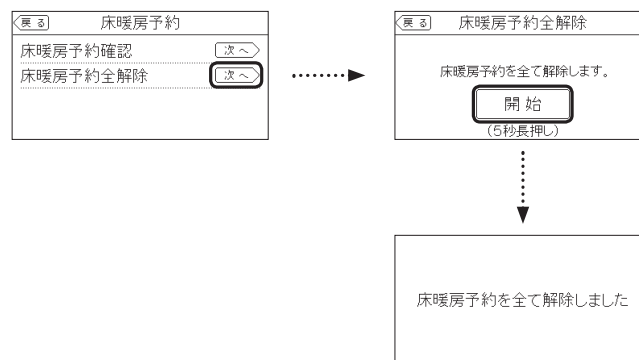 戻る 床暖房予約
床暖房予約確認 次へ
床暖房予約全解除 次へ
戻る 床暖房予約全解除
床暖房予約を全て解除します。
開始
(5秒長押し)
床暖房予約を全て解除しました